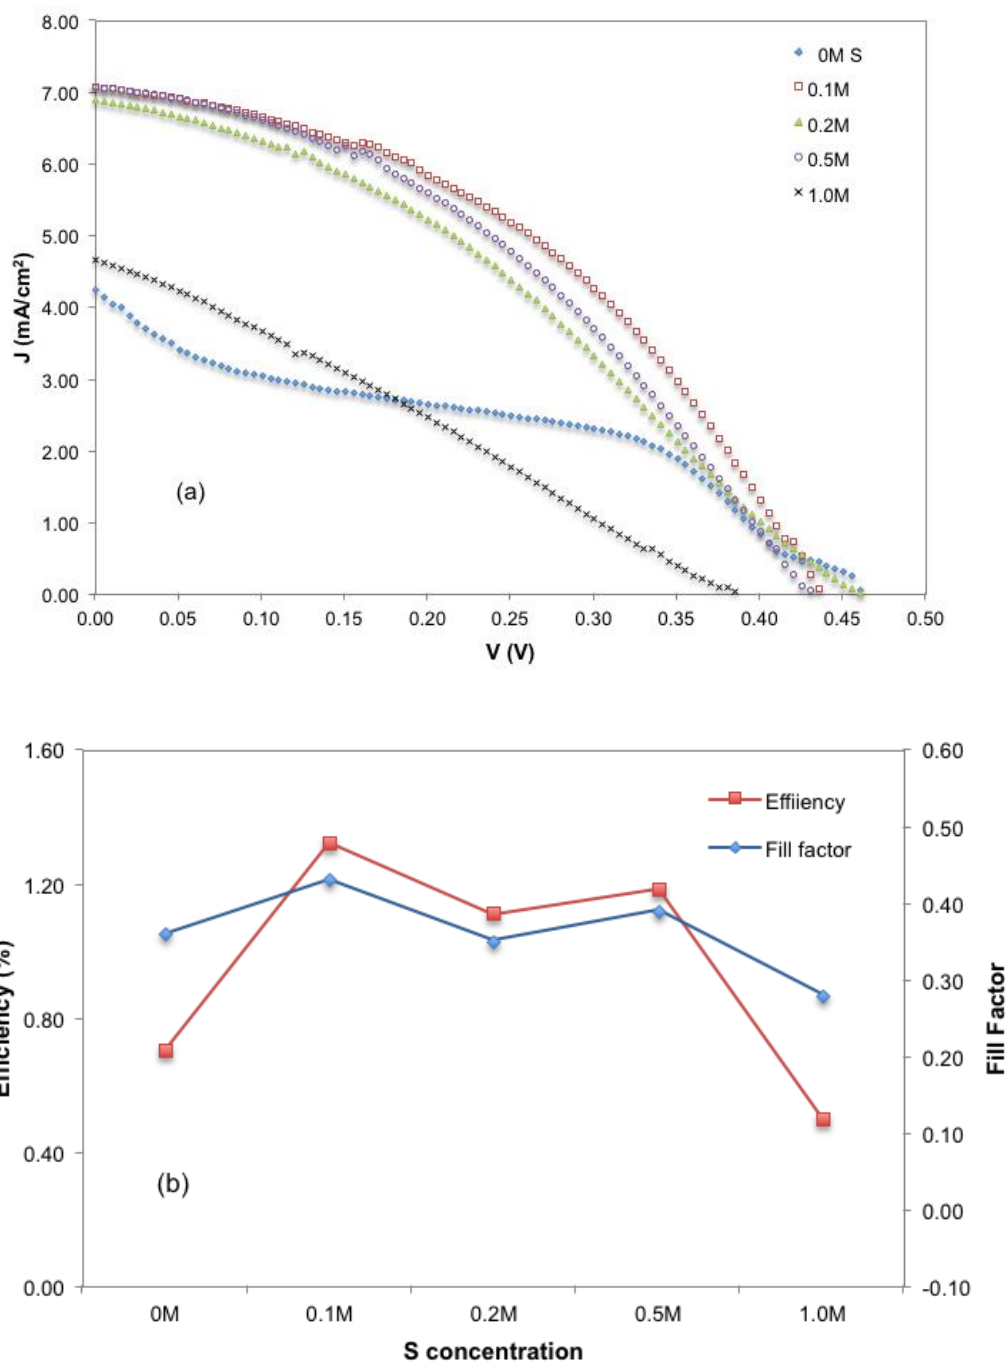 8.00
7.00
6.00
5.00
4.00
3.00
2.00
1.00
0.00
J (mA/cm²)
0M S
0.1M
0.2M
0.5M
1.0M
(a)
0.00 0.05 0.10 0.15 0.20 0.25 0.30 0.35 0.40 0.45 0.50
V (V)
1.60
1.20
0.80
0.40
0.00
Efficiency (%)
Effiiency
Fill factor
(b)
0.60
0.50
0.40
0.30
0.20
0.10
0.00
-0.10
Fill Factor
0M 0.1M 0.2M 0.5M 1.0M
S concentration